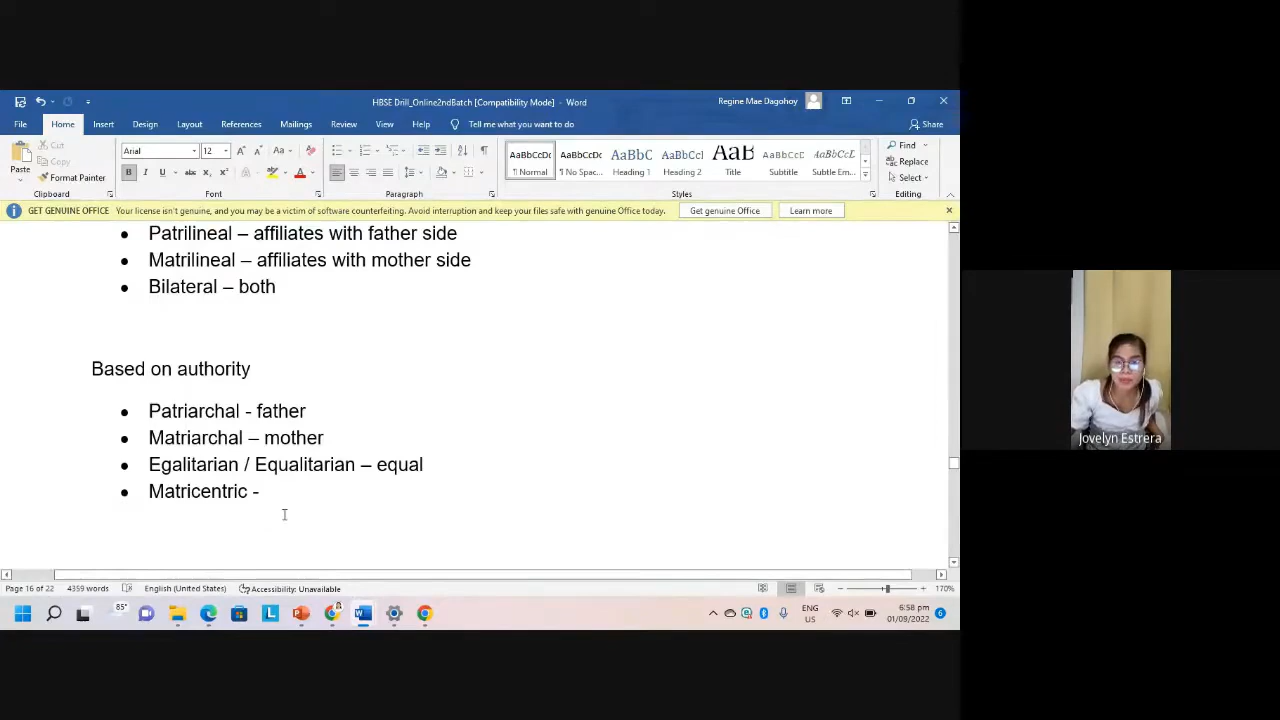 HBSE Drill_Online2ndBatch [Compatibility Mode] - Word
Regine Mae Dagohoy
File Home Insert Design Layout References Mailings Review View Help Tell me what you want to do Share
Paste
Cut
Copy
Format Painter
Clipboard
Arial 12
Font
Paragraph
AaBbCcDc AaBbCcDc AaBbC AaBbCcl AaB AaBbCcD AaBbCcL
¶ Normal ¶ No Spac... Heading 1 Heading 2 Title Subtitle Subtle Em...
Styles
Find
Replace
Select
Editing
GET GENUINE OFFICE Your license isn't genuine, and you may be a victim of software counterfeiting. Avoid interruption and keep your files safe with genuine Office today. Get genuine Office Learn more
• Patrilineal – affiliates with father side
• Matrilineal – affiliates with mother side
• Bilateral – both
Based on authority
• Patriarchal - father
• Matriarchal – mother
• Egalitarian / Equalitarian – equal
• Matricentric -
Jovelyn Estrera
Page 16 of 22 4359 words English (United States) Accessibility: Unavailable 170%
85°
ENG
US
6:58 pm
01/09/2022
6